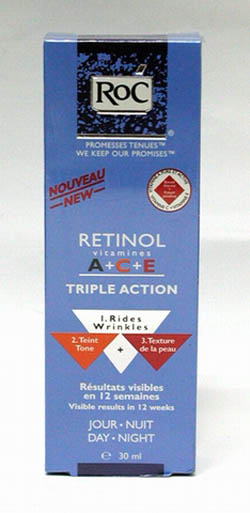 RoC
®
PROMESSES TENUES™
WE KEEP OUR PROMISES™
NOUVEAU
NEW
RETINOL
vitamines
A+C+E
TRIPLE ACTION
1.Rides
Wrinkles
2.Teint
Tone
+
3.Texture
de la peau
Résultats visibles
en 12 semaines
Visible results in 12 weeks
JOUR • NUIT
DAY • NIGHT
e 30 ml